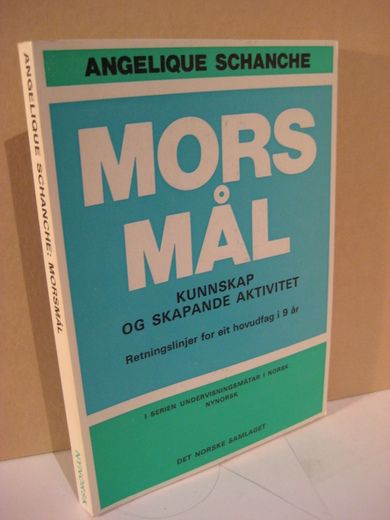 ANGELIQUE SCHANCHE
MORS
MÅL
KUNNSKAP
OG SKAPANDE AKTIVITET
Retningslinjer for eit hovudfag i 9 år
I SERIEN UNDERVISNINGSMÅTAR I NORSK
NYNORSK
DET NORSKE SAMLAGET
ANGELIQUE SCHANCHE: MORSMÅL
NYNORSK